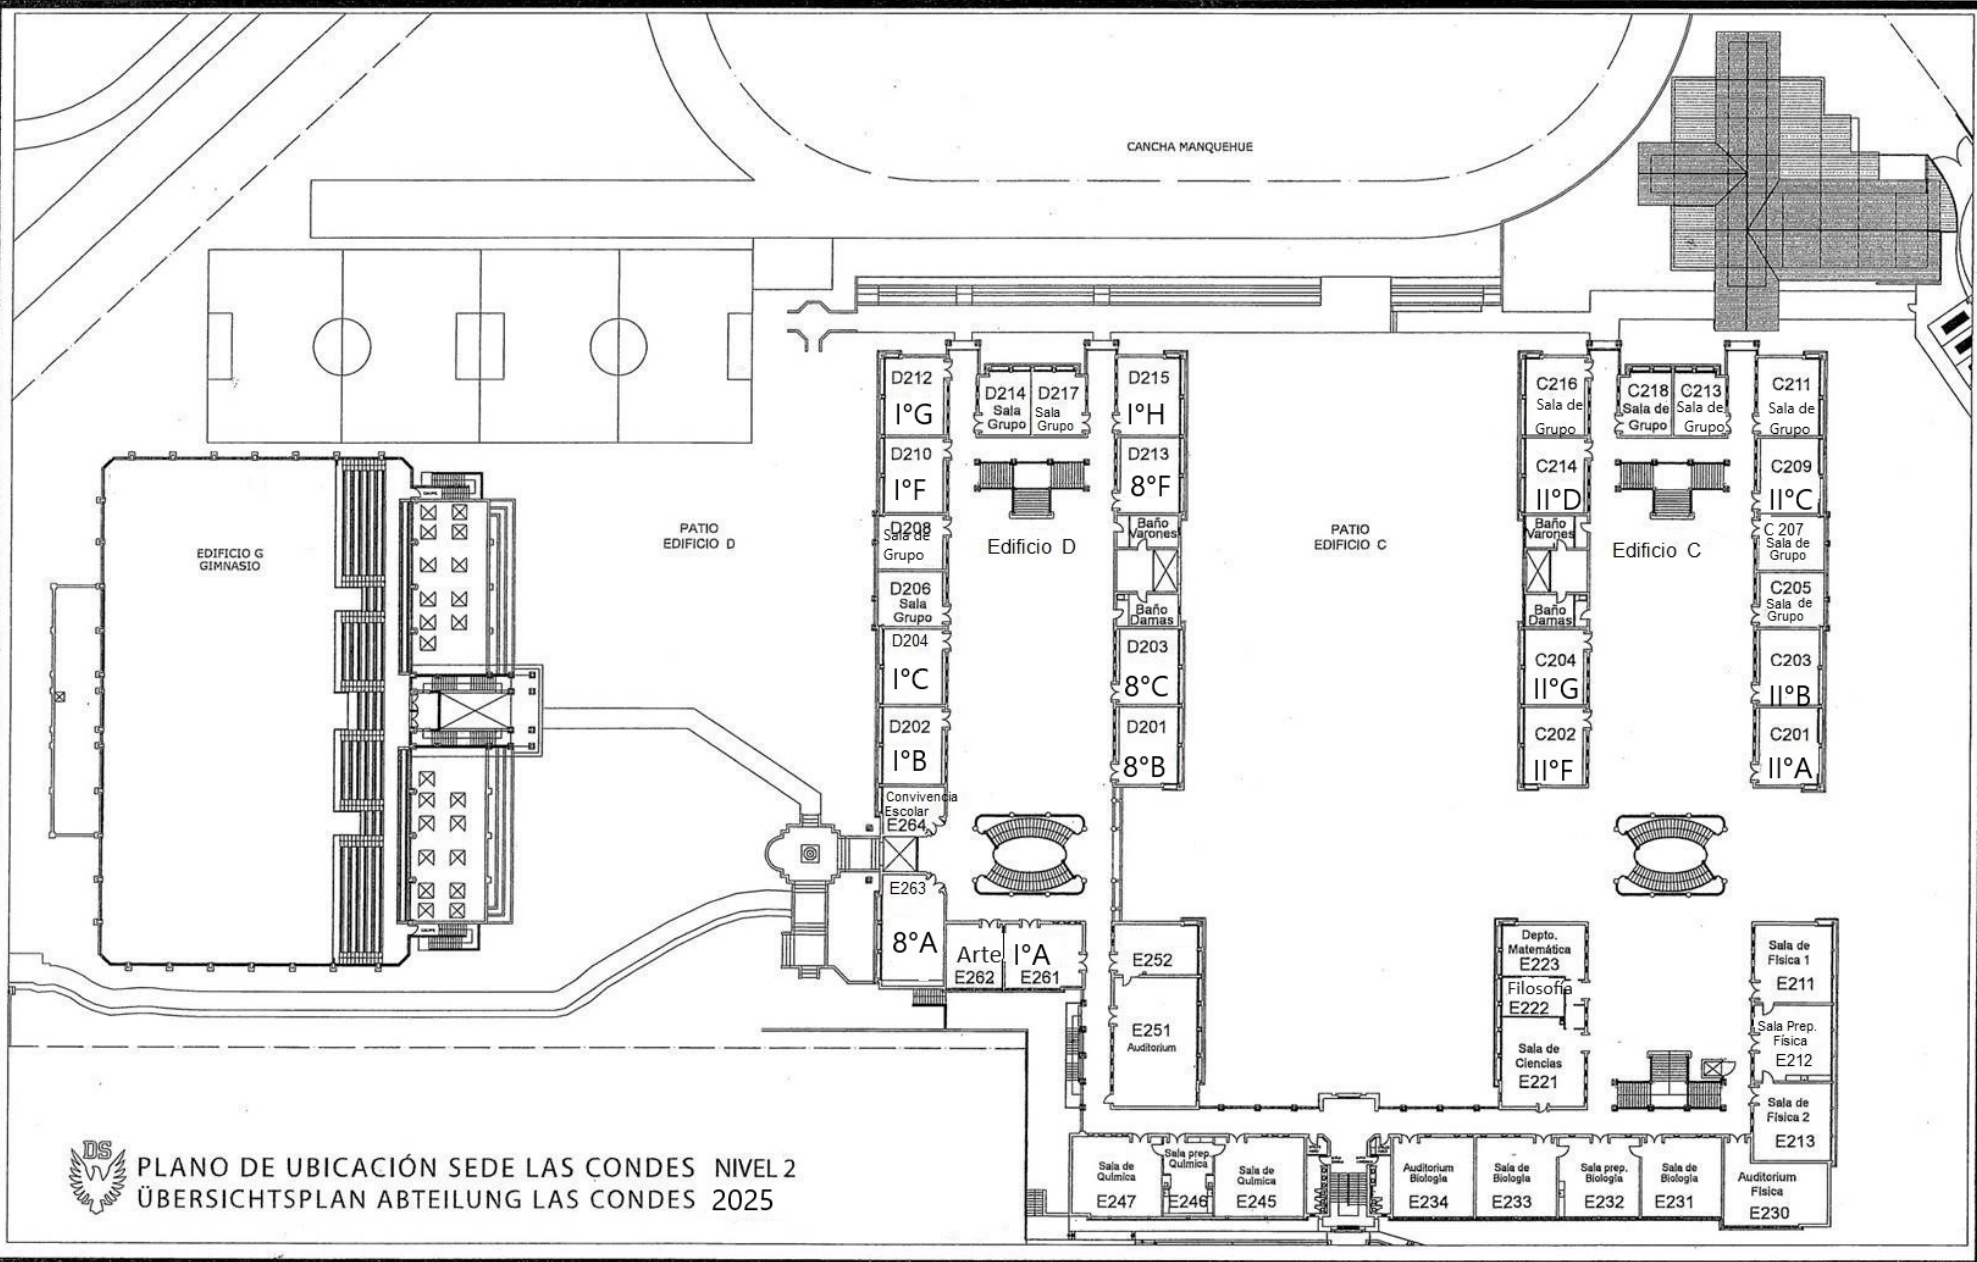 CANCHA MANQUEHUE
D212
I°G
D214
Sala
Grupo
D217
Sala
Grupo
D215
I°H
C216
Sala de
Grupo
C218
Sala de
Grupo
C213
Sala de
Grupo
C211
Sala de
Grupo
D210
I°F
D213
8°F
C214
II°D
C209
II°C
EDIFICIO G
GIMNASIO
PATIO
EDIFICIO D
D208
Sala de
Grupo
Edificio D
Baño
Varones
PATIO
EDIFICIO C
Baño
Varones
Edificio C
C 207
Sala de
Grupo
D206
Sala
Grupo
Baño
Damas
Baño
Damas
C205
Sala de
Grupo
D204
I°C
D203
8°C
C204
II°G
C203
II°B
D202
I°B
D201
8°B
C202
II°F
C201
II°A
Convivencia
Escolar
E264
E263
8°A
Arte
E262
I°A
E261
E252
E251
Auditorium
Depto.
Matemática
E223
Filosofía
E222
Sala de
Ciencias
E221
Sala de
Física 1
E211
Sala Prep.
Física
E212
Sala de
Física 2
E213
Sala de
Química
E247
Sala prep.
Química
E246
Sala de
Química
E245
Auditorium
Biología
E234
Sala de
Biología
E233
Sala prep.
Biología
E232
Sala de
Biología
E231
Auditorium
Física
E230
DS
PLANO DE UBICACIÓN SEDE LAS CONDES NIVEL 2
ÜBERSICHTSPLAN ABTEILUNG LAS CONDES 2025